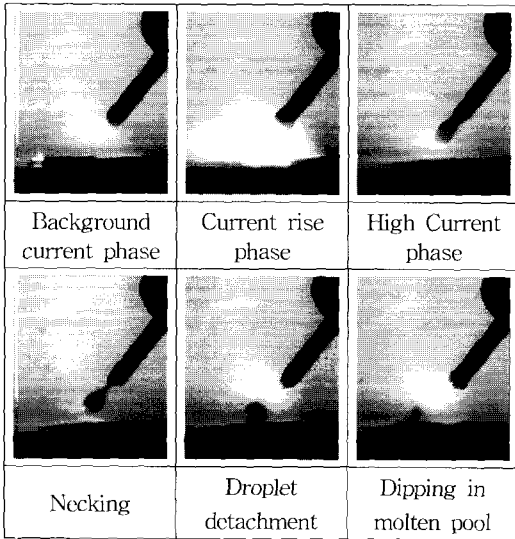 Background
current phase
Current rise
phase
High Current
phase
Necking
Droplet
detachment
Dipping in
molten pool